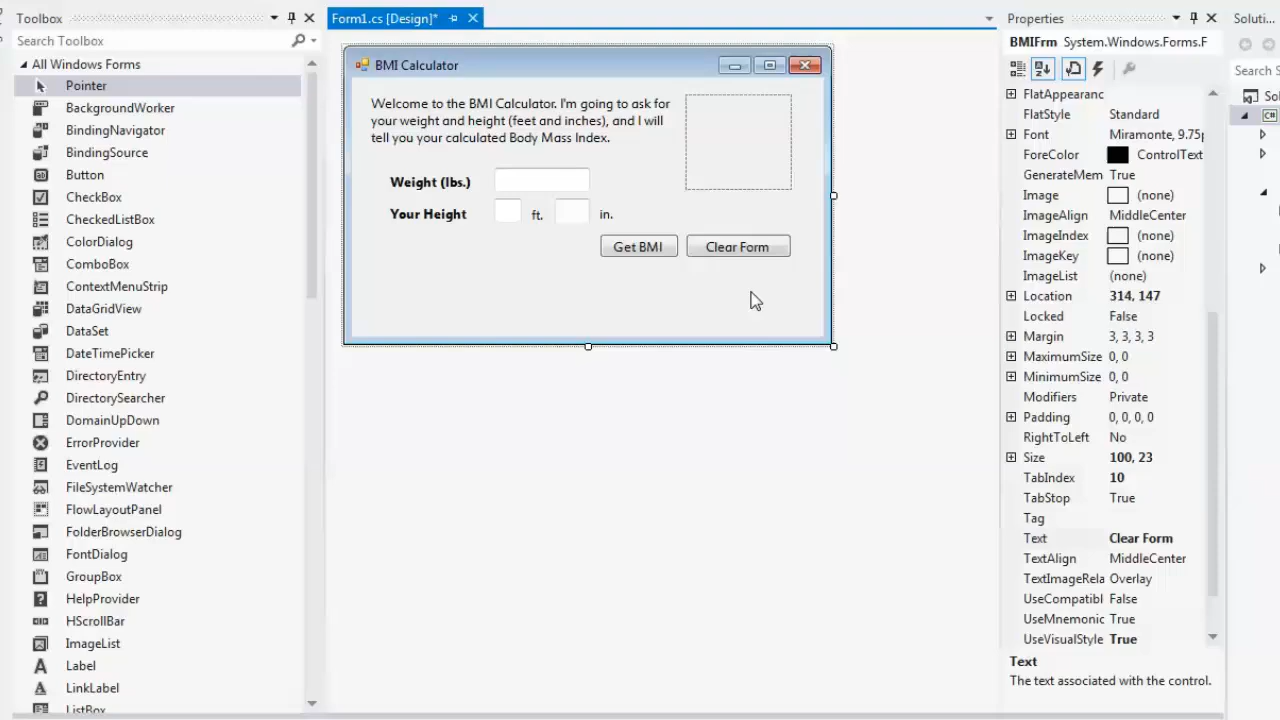 Toolbox
Search Toolbox
All Windows Forms
Pointer
BackgroundWorker
BindingNavigator
BindingSource
Button
CheckBox
CheckedListBox
ColorDialog
ComboBox
ContextMenuStrip
DataGridView
DataSet
DateTimePicker
DirectoryEntry
DirectorySearcher
DomainUpDown
ErrorProvider
EventLog
FileSystemWatcher
FlowLayoutPanel
FolderBrowserDialog
FontDialog
GroupBox
HelpProvider
HScrollBar
ImageList
Label
LinkLabel
ListBox
Form1.cs [Design]*
BMI Calculator
Welcome to the BMI Calculator. I'm going to ask for
your weight and height (feet and inches), and I will
tell you your calculated Body Mass Index.
Weight (lbs.)
Your Height ft. in.
Get BMI Clear Form
Properties
BMIFrm System.Windows.Forms.F
FlatAppearanc
FlatStyle Standard
Font Miramonte, 9.75p
ForeColor ControlText
GenerateMem True
Image (none)
ImageAlign MiddleCenter
ImageIndex (none)
ImageKey (none)
ImageList (none)
Location 314, 147
Locked False
Margin 3, 3, 3, 3
MaximumSize 0, 0
MinimumSize 0, 0
Modifiers Private
Padding 0, 0, 0, 0
RightToLeft No
Size 100, 23
TabIndex 10
TabStop True
Tag
Text Clear Form
TextAlign MiddleCenter
TextImageRela Overlay
UseCompatibl False
UseMnemonic True
UseVisualStyle True
Text
The text associated with the control.
Soluti...
Search S
Sol
C#